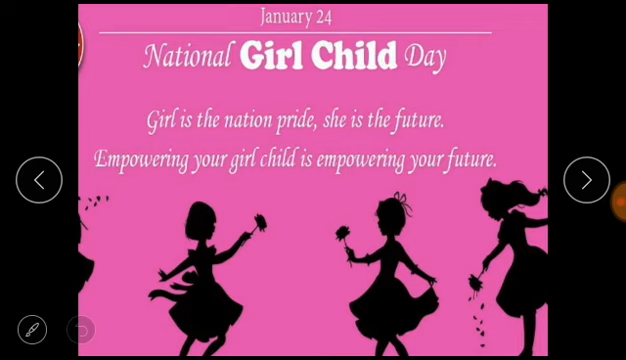 January 24
National Girl Child Day
Girl is the nation pride, she is the future.
Empowering your girl child is empowering your future.